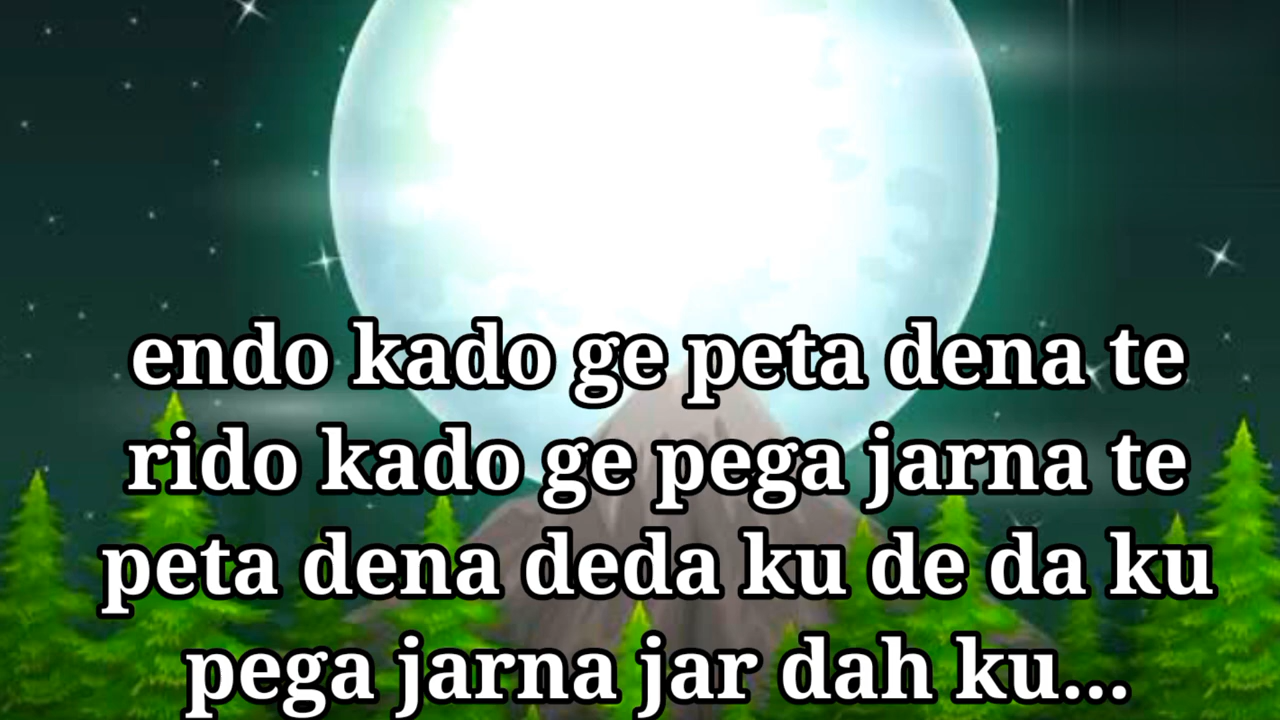 endo kado ge peta dena te
rido kado ge pega jarna te
peta dena deda ku de da ku
pega jarna jar dah ku...